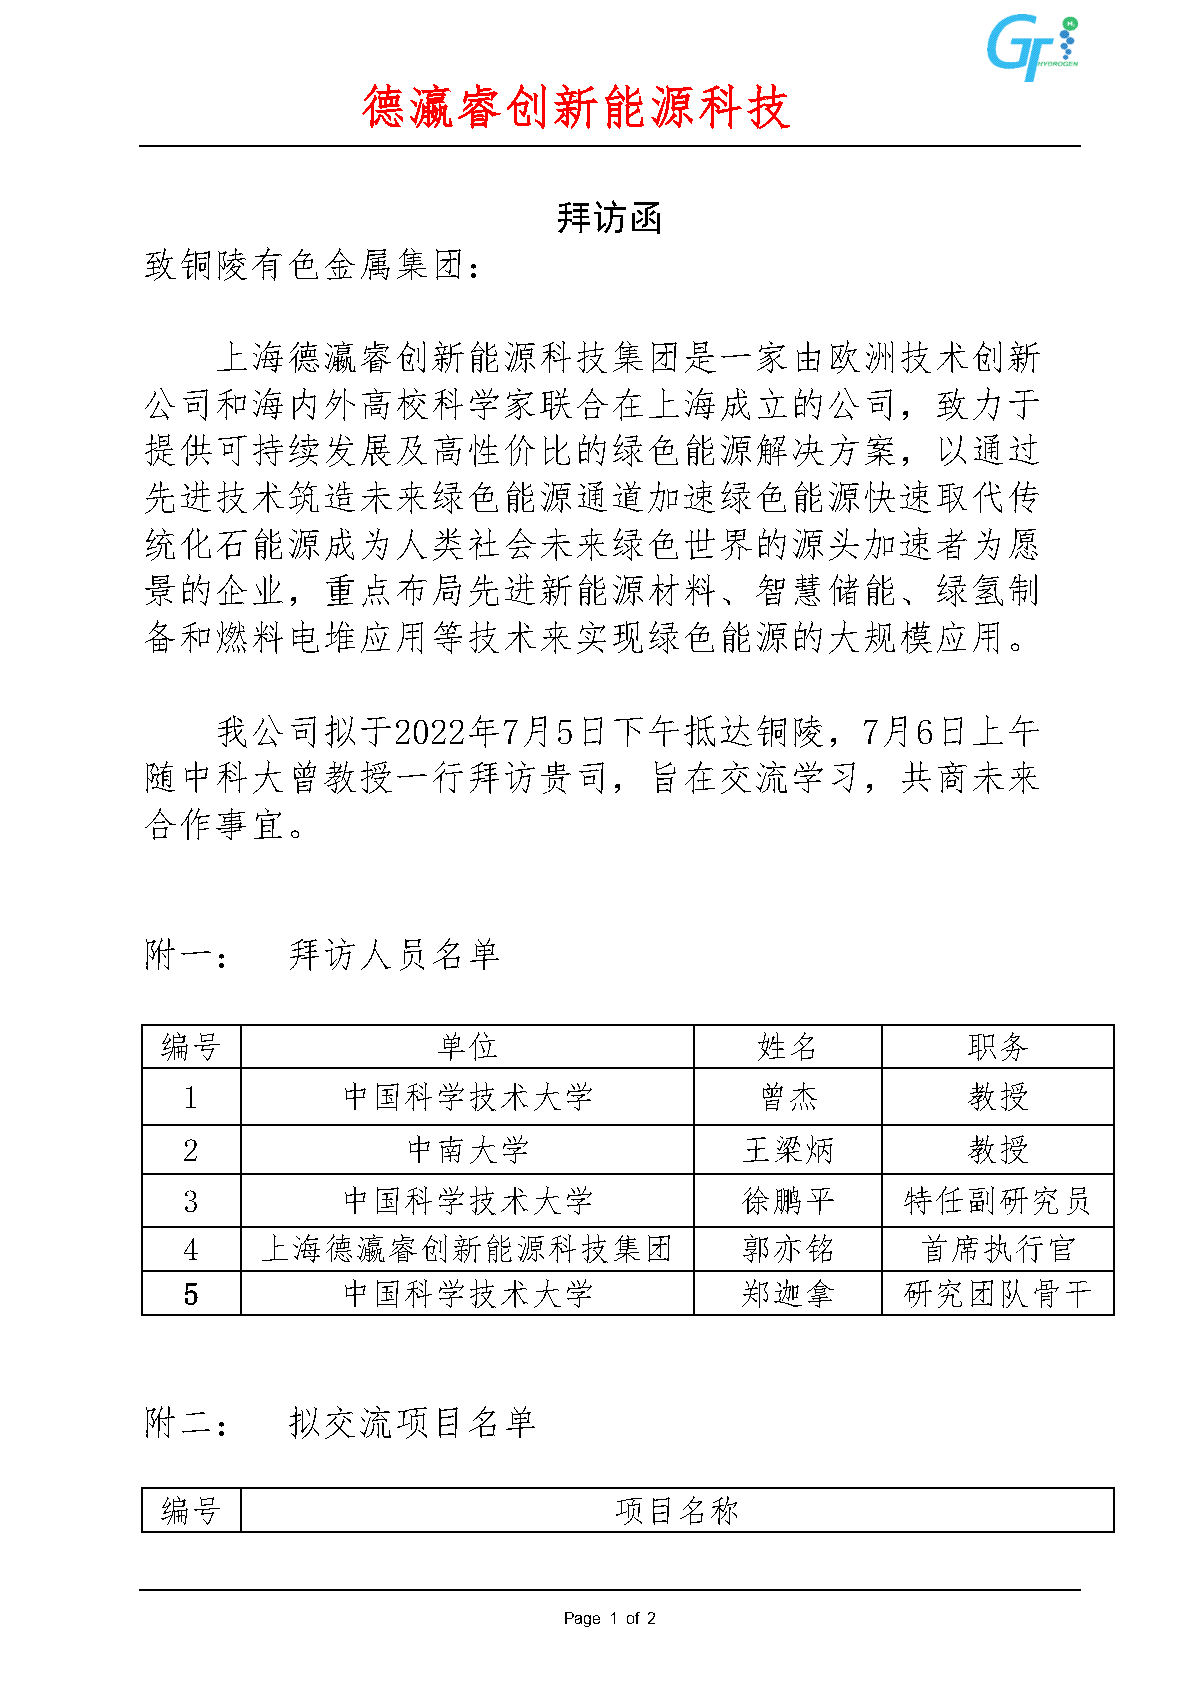 GT H₂ HYDROGEN
德瀛睿创新能源科技
拜访函
致铜陵有色金属集团：
上海德瀛睿创新能源科技集团是一家由欧洲技术创新
公司和海内外高校科学家联合在上海成立的公司，致力于
提供可持续发展及高性价比的绿色能源解决方案，以通过
先进技术筑造未来绿色能源通道加速绿色能源快速取代传
统化石能源成为人类社会未来绿色世界的源头加速者为愿
景的企业，重点布局先进新能源材料、智慧储能、绿氢制
备和燃料电堆应用等技术来实现绿色能源的大规模应用。
我公司拟于2022年7月5日下午抵达铜陵，7月6日上午
随中科大曾教授一行拜访贵司，旨在交流学习，共商未来
合作事宜。
附一： 拜访人员名单
编号 单位 姓名 职务
1 中国科学技术大学 曾杰 教授
2 中南大学 王梁炳 教授
3 中国科学技术大学 徐鹏平 特任副研究员
4 上海德瀛睿创新能源科技集团 郭亦铭 首席执行官
5 中国科学技术大学 郑迦拿 研究团队骨干
附二： 拟交流项目名单
编号 项目名称
Page 1 of 2